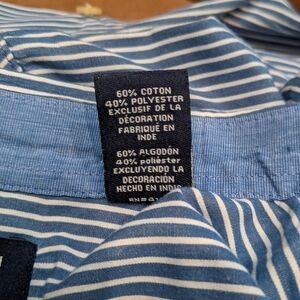 60% COTON
40% POLYESTER
EXCLUSIF DE LA
DÉCORATION
FABRIQUÉ EN
INDE
60% ALGODÓN
40% poliéster
EXCLUYENDO LA
DECORACIÓN
HECHO EN INDIA